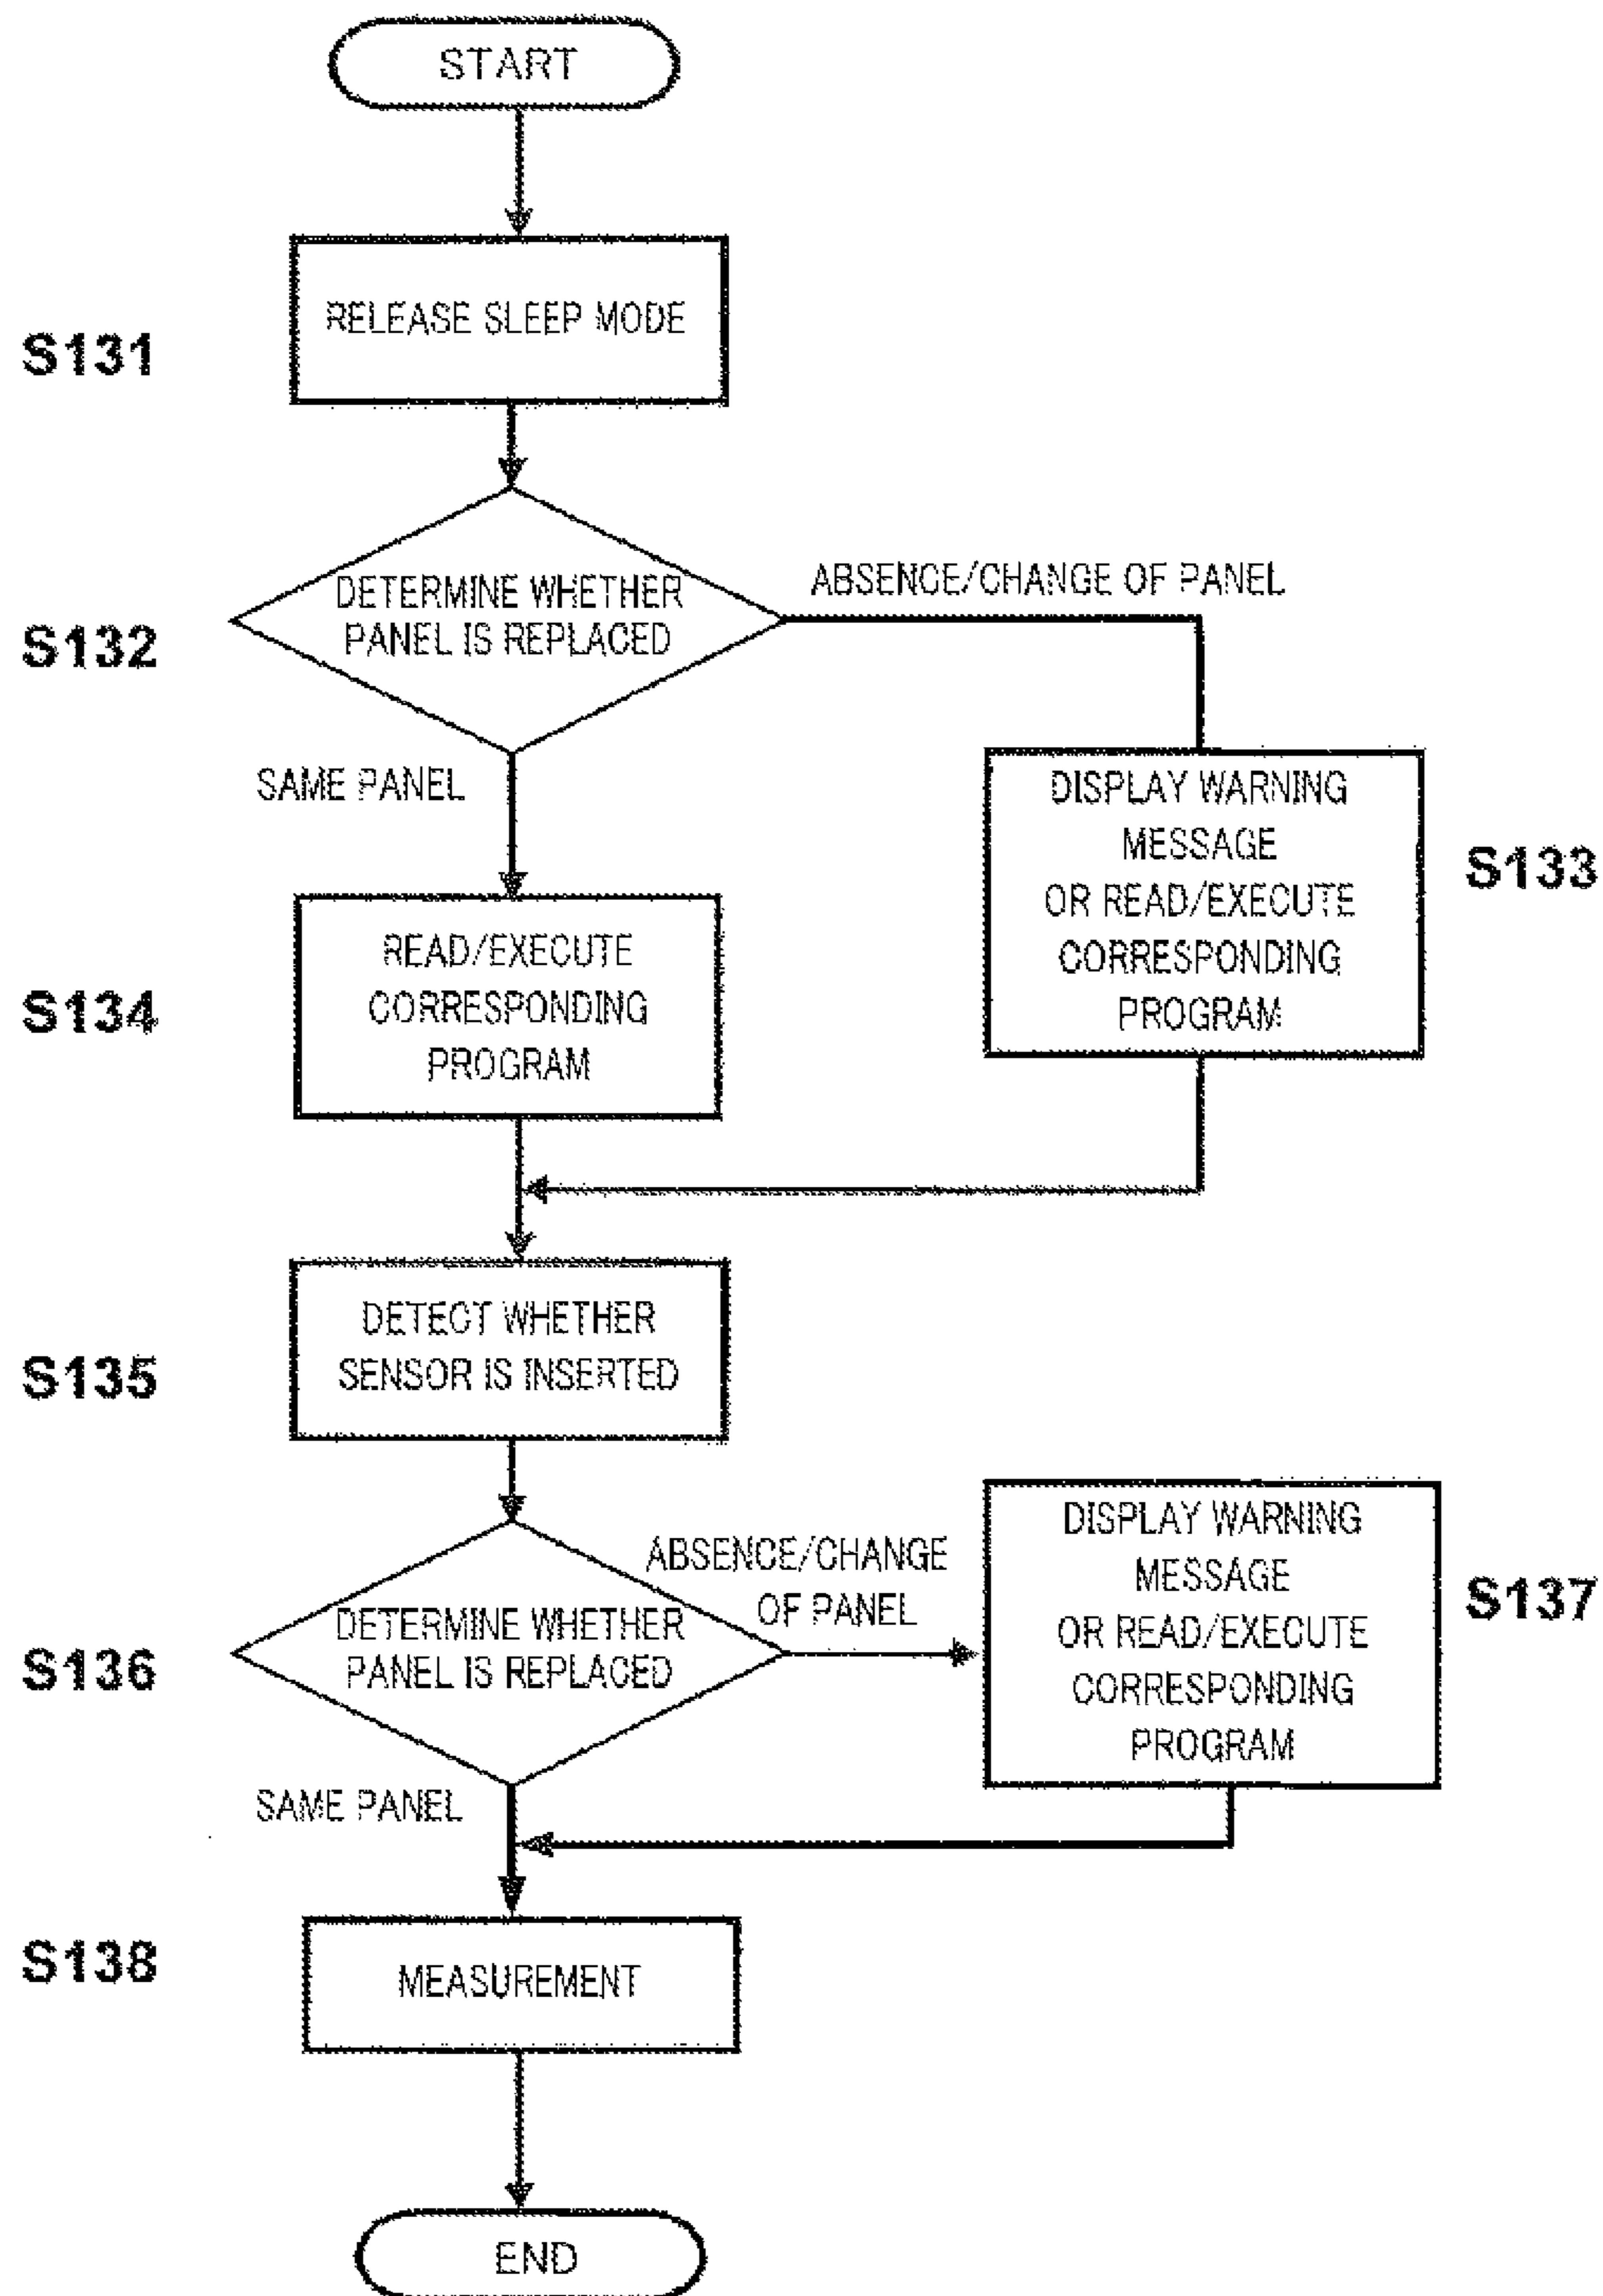 START
RELEASE SLEEP MODE
S131
DETERMINE WHETHER
PANEL IS REPLACED
S132
ABSENCE/CHANGE OF PANEL
SAME PANEL
DISPLAY WARNING
MESSAGE
OR READ/EXECUTE
CORRESPONDING
PROGRAM
S133
READ/EXECUTE
CORRESPONDING
PROGRAM
S134
DETECT WHETHER
SENSOR IS INSERTED
S135
DETERMINE WHETHER
PANEL IS REPLACED
S136
ABSENCE/CHANGE
OF PANEL
DISPLAY WARNING
MESSAGE
OR READ/EXECUTE
CORRESPONDING
PROGRAM
S137
SAME PANEL
MEASUREMENT
S138
END